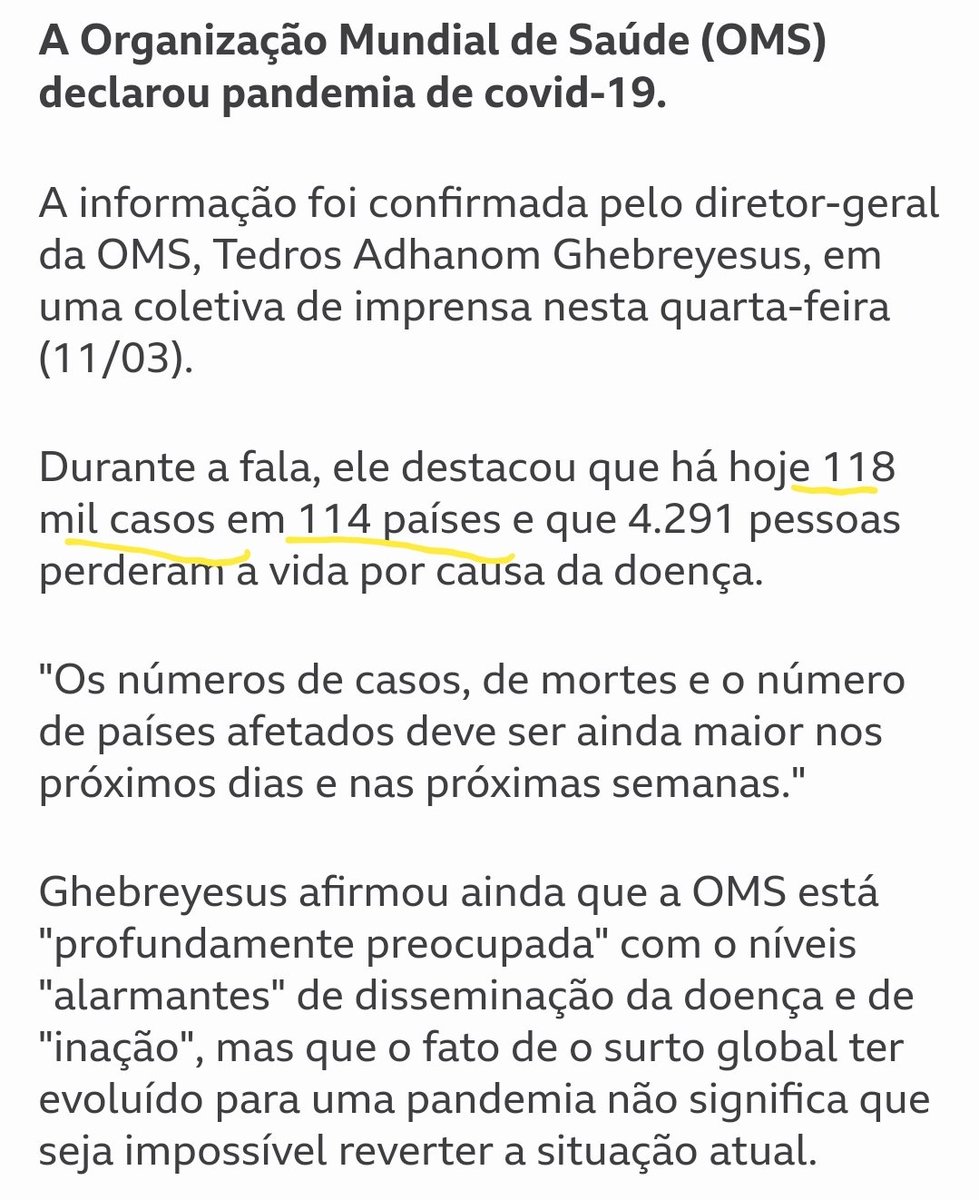 A Organização Mundial de Saúde (OMS)
declarou pandemia de covid-19.
A informação foi confirmada pelo diretor-geral
da OMS, Tedros Adhanom Ghebreyesus, em
uma coletiva de imprensa nesta quarta-feira
(11/03).
Durante a fala, ele destacou que há hoje 118
mil casos em 114 países e que 4.291 pessoas
perderam a vida por causa da doença.
"Os números de casos, de mortes e o número
de países afetados deve ser ainda maior nos
próximos dias e nas próximas semanas."
Ghebreyesus afirmou ainda que a OMS está
"profundamente preocupada" com o níveis
"alarmantes" de disseminação da doença e de
"inação", mas que o fato de o surto global ter
evoluído para uma pandemia não significa que
seja impossível reverter a situação atual.